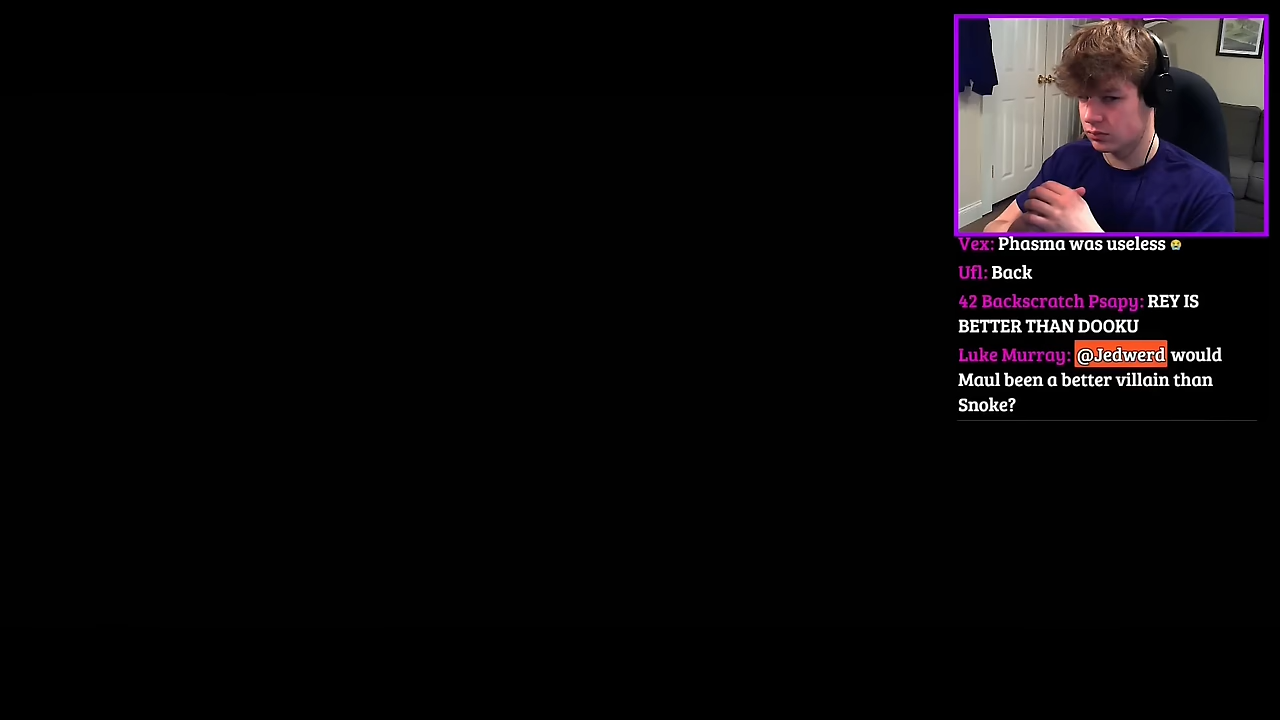 Vex: Phasma was useless 😭
Ufl: Back
42 Backscratch Psapy: REY IS
BETTER THAN DOOKU
Luke Murray: @Jedwerd would
Maul been a better villain than
Snoke?